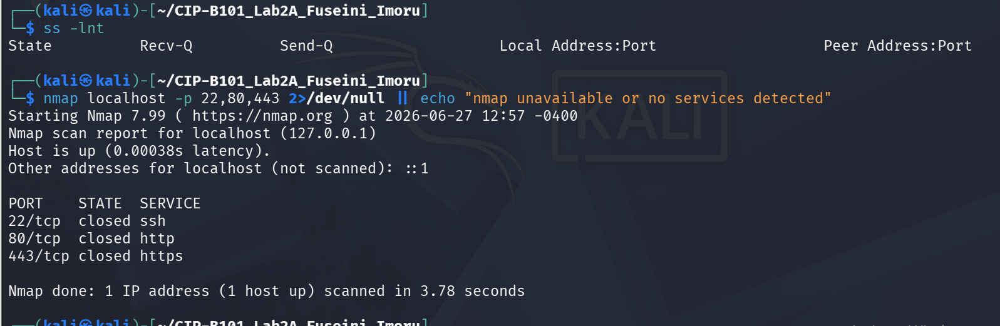 ┌──(kali㉿kali)-[~/CIP-B101_Lab2A_Fuseini_Imoru]
└─$ ss -lnt
State Recv-Q Send-Q Local Address:Port Peer Address:Port
┌──(kali㉿kali)-[~/CIP-B101_Lab2A_Fuseini_Imoru]
└─$ nmap localhost -p 22,80,443 2>/dev/null || echo "nmap unavailable or no services detected"
Starting Nmap 7.99 ( https://nmap.org ) at 2026-06-27 12:57 -0400
Nmap scan report for localhost (127.0.0.1)
Host is up (0.00038s latency).
Other addresses for localhost (not scanned): ::1
PORT STATE SERVICE
22/tcp closed ssh
80/tcp closed http
443/tcp closed https
Nmap done: 1 IP address (1 host up) scanned in 3.78 seconds
┌──(kali㉿kali)-[~/CIP-B101_Lab2A_Fuseini_Imoru]
KALI